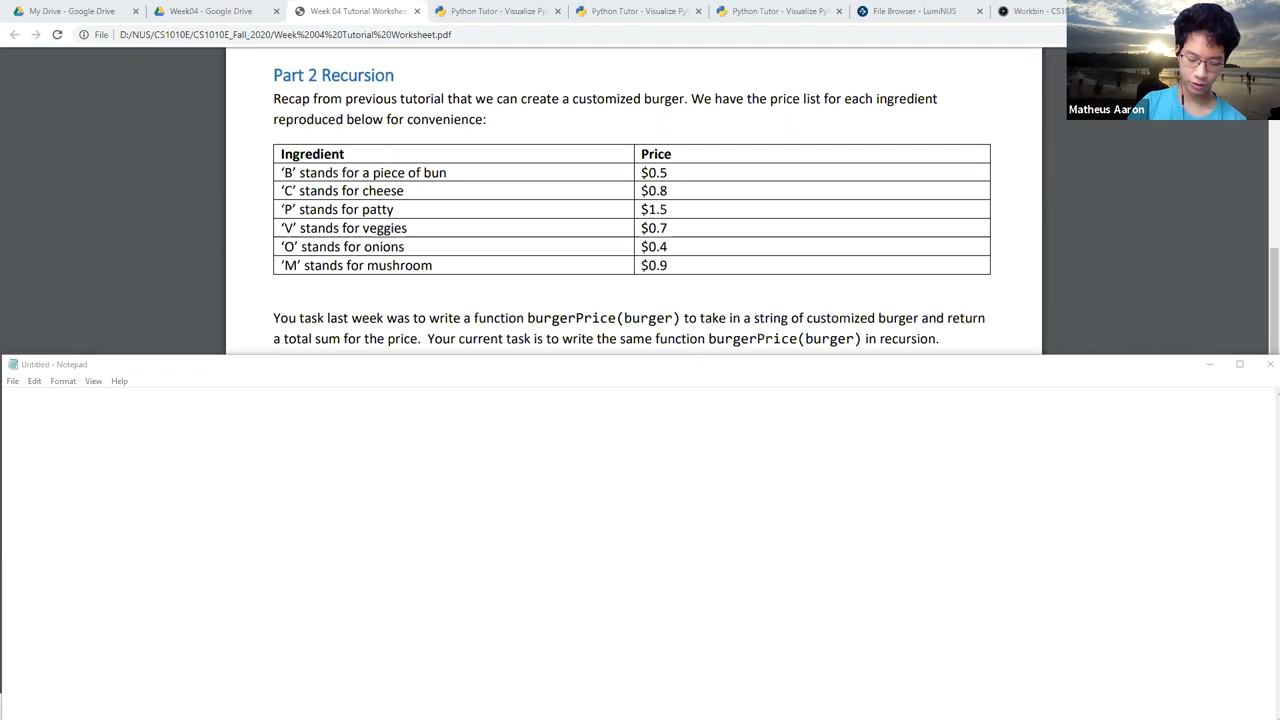 My Drive - Google Drive
Week04 - Google Drive
Week 04 Tutorial Workshe
Python Tutor - Visualize Pyt
Python Tutor - Visualize Pyt
Python Tutor - Visualize Pyt
File Browser - LumiNUS
Workbin - CS10
File D:/NUS/CS1010E/CS1010E_Fall_2020/Week%2004%20Tutorial%20Worksheet.pdf
Matheus Aaron
Part 2 Recursion
Recap from previous tutorial that we can create a customized burger. We have the price list for each ingredient
reproduced below for convenience:
Ingredient Price
‘B’ stands for a piece of bun $0.5
‘C’ stands for cheese $0.8
‘P’ stands for patty $1.5
‘V’ stands for veggies $0.7
‘O’ stands for onions $0.4
‘M’ stands for mushroom $0.9
You task last week was to write a function burgerPrice(burger) to take in a string of customized burger and return
a total sum for the price. Your current task is to write the same function burgerPrice(burger) in recursion.
Untitled - Notepad
File Edit Format View Help